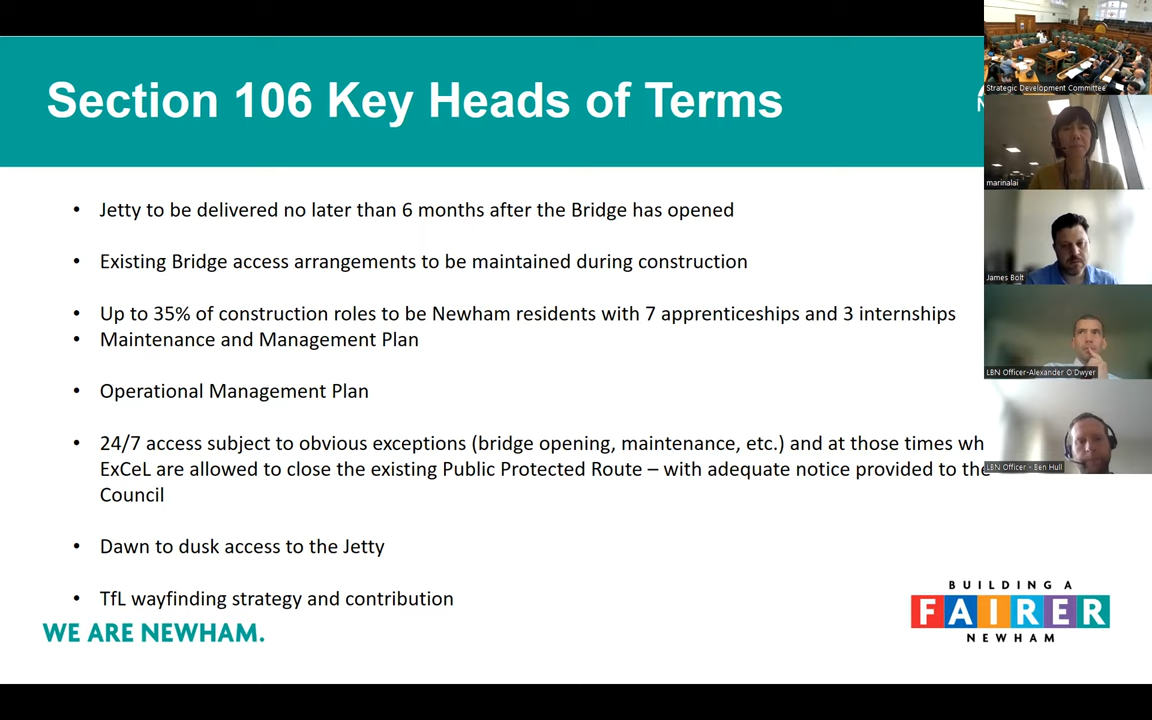 Section 106 Key Heads of Terms
• Jetty to be delivered no later than 6 months after the Bridge has opened
• Existing Bridge access arrangements to be maintained during construction
• Up to 35% of construction roles to be Newham residents with 7 apprenticeships and 3 internships
• Maintenance and Management Plan
• Operational Management Plan
• 24/7 access subject to obvious exceptions (bridge opening, maintenance, etc.) and at those times wh
ExCeL are allowed to close the existing Public Protected Route – with adequate notice provided to the
Council
• Dawn to dusk access to the Jetty
• TfL wayfinding strategy and contribution
WE ARE NEWHAM.
BUILDING A
FAIRER
NEWHAM
Strategic Development Committee
marinalai
James Bolt
LBN Officer-Alexander O Dwyer
LBN Officer - Ben Hull